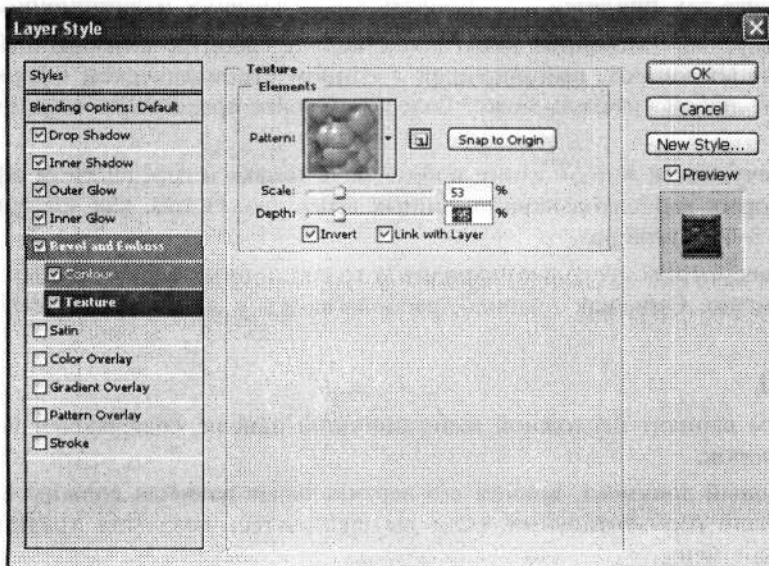 Layer Style
Styles
Blending Options: Default
Drop Shadow
Inner Shadow
Outer Glow
Inner Glow
Bevel and Emboss
Contour
Texture
Satin
Color Overlay
Gradient Overlay
Pattern Overlay
Stroke
Texture
Elements
Pattern:
Snap to Origin
Scale: 53 %
Depth: %
Invert Link with Layer
OK
Cancel
New Style...
Preview